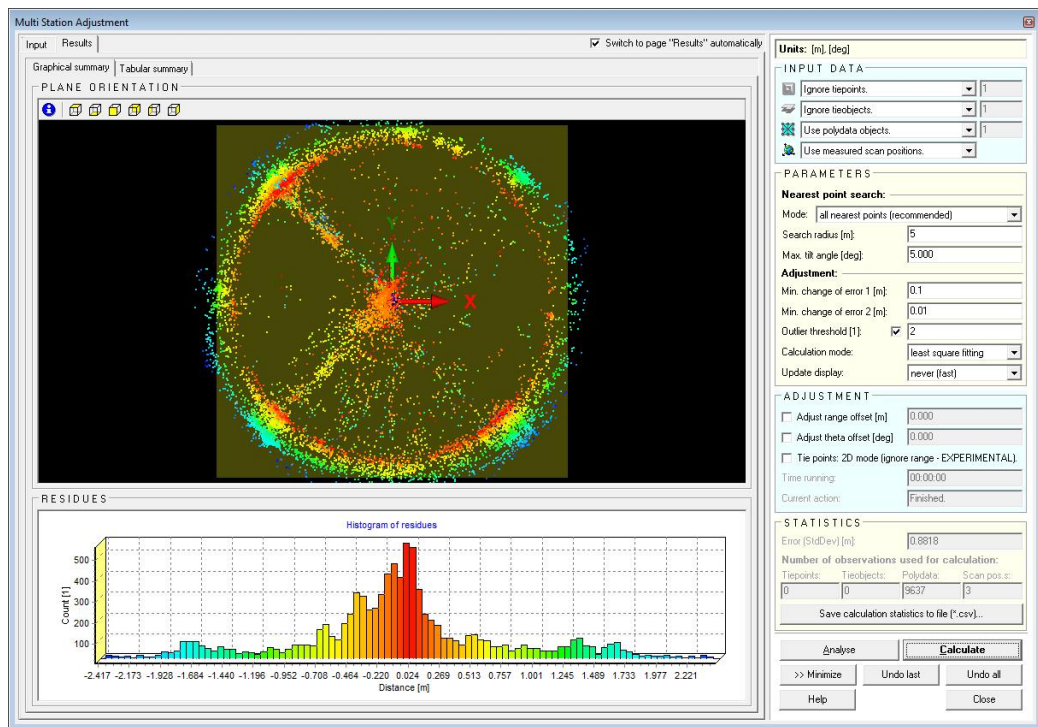 Multi Station Adjustment
Input Results
Switch to page "Results" automatically
Graphical summary Tabular summary
PLANE ORIENTATION
Y
X
RESIDUES
Histogram of residues
Count [1]
500
400
300
200
100
-2.417 -2.173 -1.928 -1.684 -1.440 -1.196 -0.952 -0.708 -0.464 -0.220 0.024 0.269 0.513 0.757 1.001 1.245 1.489 1.733 1.977 2.221
Distance [m]
Units: [m], [deg]
INPUT DATA
Ignore tiepoints. 1
Ignore tieobjects. 1
Use polydata objects. 1
Use measured scan positions.
PARAMETERS
Nearest point search:
Mode: all nearest points (recommended)
Search radius [m]: 5
Max. tilt angle [deg]: 5.000
Adjustment:
Min. change of error 1 [m]: 0.1
Min. change of error 2 [m]: 0.01
Outlier threshold [1]: 2
Calculation mode: least square fitting
Update display: never (fast)
ADJUSTMENT
Adjust range offset [m] 0.000
Adjust theta offset [deg] 0.000
Tie points: 2D mode (ignore range - EXPERIMENTAL).
Time running: 00:00:00
Current action: Finished.
STATISTICS
Error (StdDev) [m]: 0.8818
Number of observations used for calculation:
Tiepoints: Tieobjects: Polydata: Scan pos.s:
0 0 9637 3
Save calculation statistics to file (*.csv)...
Analyse Calculate
>> Minimize Undo last Undo all
Help Close